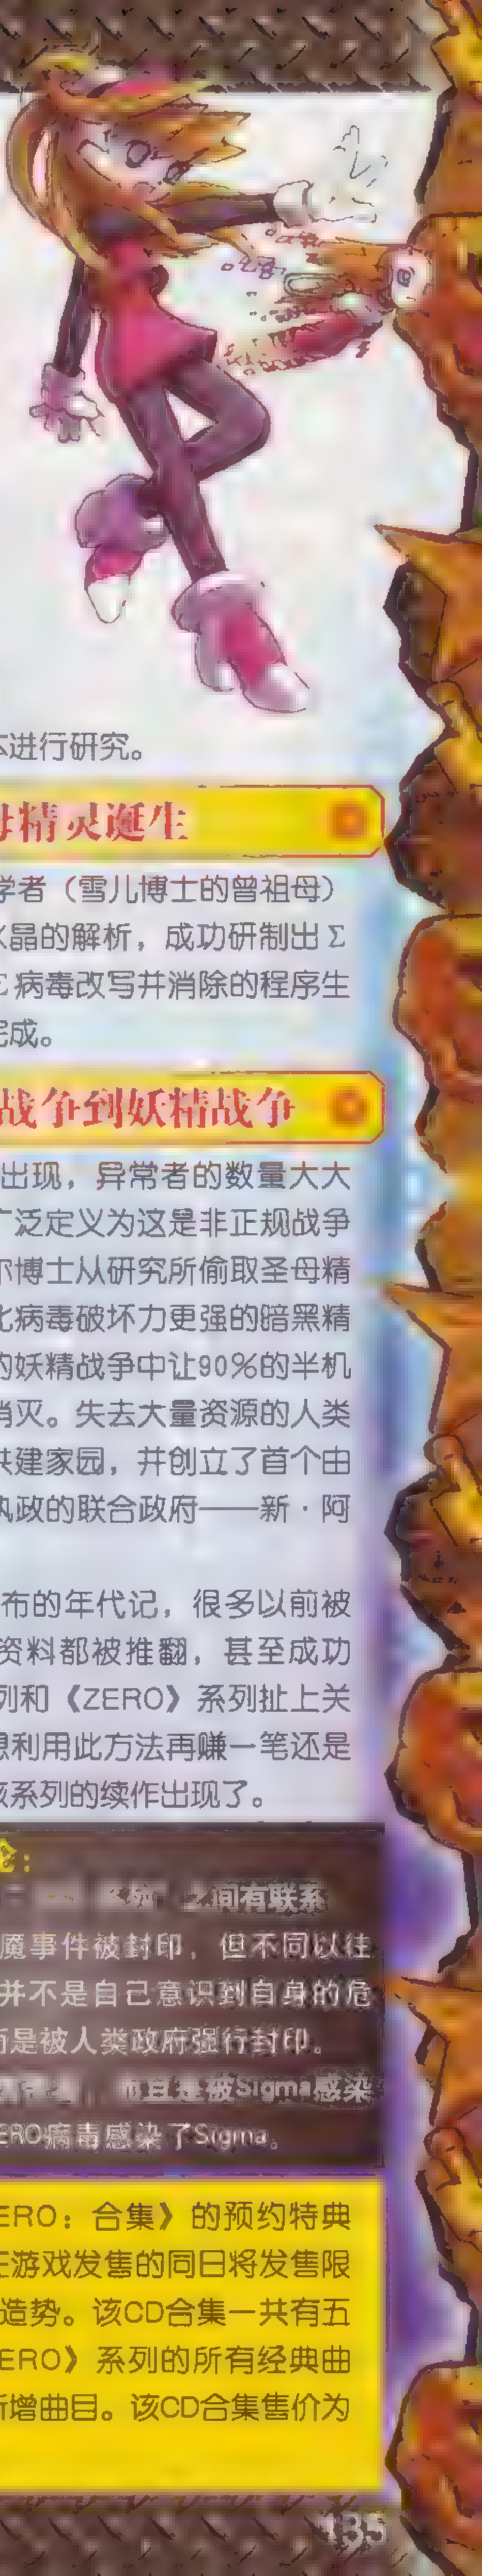 进行研究。
母精灵诞生
学者（雪儿博士的曾祖母）
晶的解析，成功研制出Σ
病毒改写并消除的程序生
完成。
战争到妖精战争
出现，异常者的数量大大
广泛定义为这是非正规战争
尔博士从研究所偷取圣母精
比病毒破坏力更强的暗黑精
的妖精战争中让90%的半机
消灭。失去大量资源的人类
共建家园，并创立了首个由
执政的联合政府——新·阿
布的年代记，很多以前被
资料都被推翻，甚至成功
列和《ZERO》系列扯上关
想利用此方法再赚一笔还是
该系列的续作出现了。
论：
之间有联系
魔事件被封印，但不同以往
并不是自己意识到自身的危
而是被人类政府强行封印。
而且是被Sigma感染
ERO病毒感染了Sigma。
ERO：合集》的预约特典
在游戏发售的同日将发售限
造势。该CD合集一共有五
ERO》系列的所有经典曲
新增曲目。该CD合集售价为
135